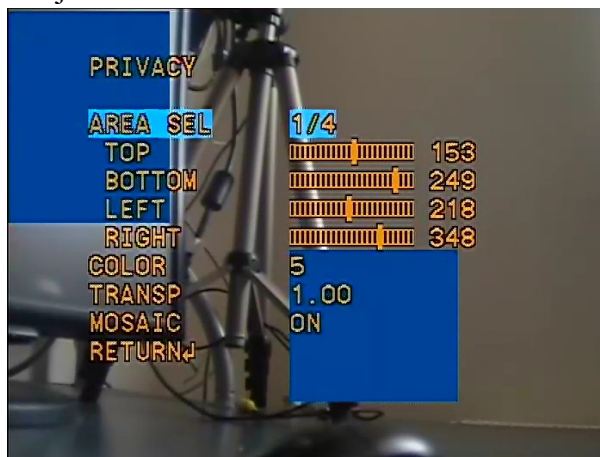 PRIVACY
AREA SEL 1/4
TOP 153
BOTTOM 249
LEFT 218
RIGHT 348
COLOR 5
TRANSP 1.00
MOSAIC ON
RETURN↲